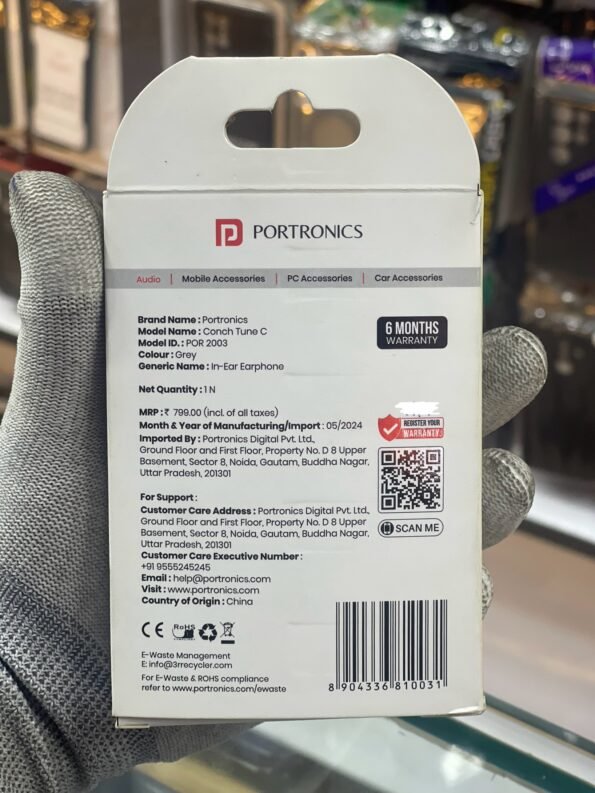 PORTRONICS
Audio | Mobile Accessories | PC Accessories | Car Accessories
Brand Name : Portronics
Model Name : Conch Tune C
Model ID. : POR 2003
Colour : Grey
Generic Name : In-Ear Earphone
6 MONTHS
WARRANTY
Net Quantity : 1 N
MRP : ₹ 799.00 (incl. of all taxes)
Month & Year of Manufacturing/Import : 05/2024
Imported By : Portronics Digital Pvt. Ltd.,
Ground Floor and First Floor, Property No. D 8 Upper
Basement, Sector 8, Noida, Gautam, Buddha Nagar,
Uttar Pradesh, 201301
REGISTER YOUR
WARRANTY
SCAN ME
For Support :
Customer Care Address : Portronics Digital Pvt. Ltd.,
Ground Floor and First Floor, Property No. D 8 Upper
Basement, Sector 8, Noida, Gautam, Buddha Nagar,
Uttar Pradesh, 201301
Customer Care Executive Number :
+91 9555245245
Email : help@portronics.com
Visit : www.portronics.com
Country of Origin : China
CE RoHS
E-Waste Management
E: info@3rrecycler.com
For E-Waste & ROHS compliance
refer to www.portronics.com/ewaste
8 904336 810031